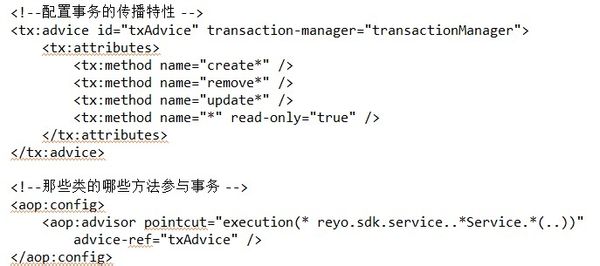 <!--配置事务的传播特性 -->
<tx:advice id="txAdvice" transaction-manager="transactionManager">
    <tx:attributes>
        <tx:method name="create*" />
        <tx:method name="remove*" />
        <tx:method name="update*" />
        <tx:method name="*" read-only="true" />
    </tx:attributes>
</tx:advice>

<!--那些类的哪些方法参与事务 -->
<aop:config>
    <aop:advisor pointcut="execution(* reyo.sdk.service..*Service.*(..))"
        advice-ref="txAdvice" />
</aop:config>